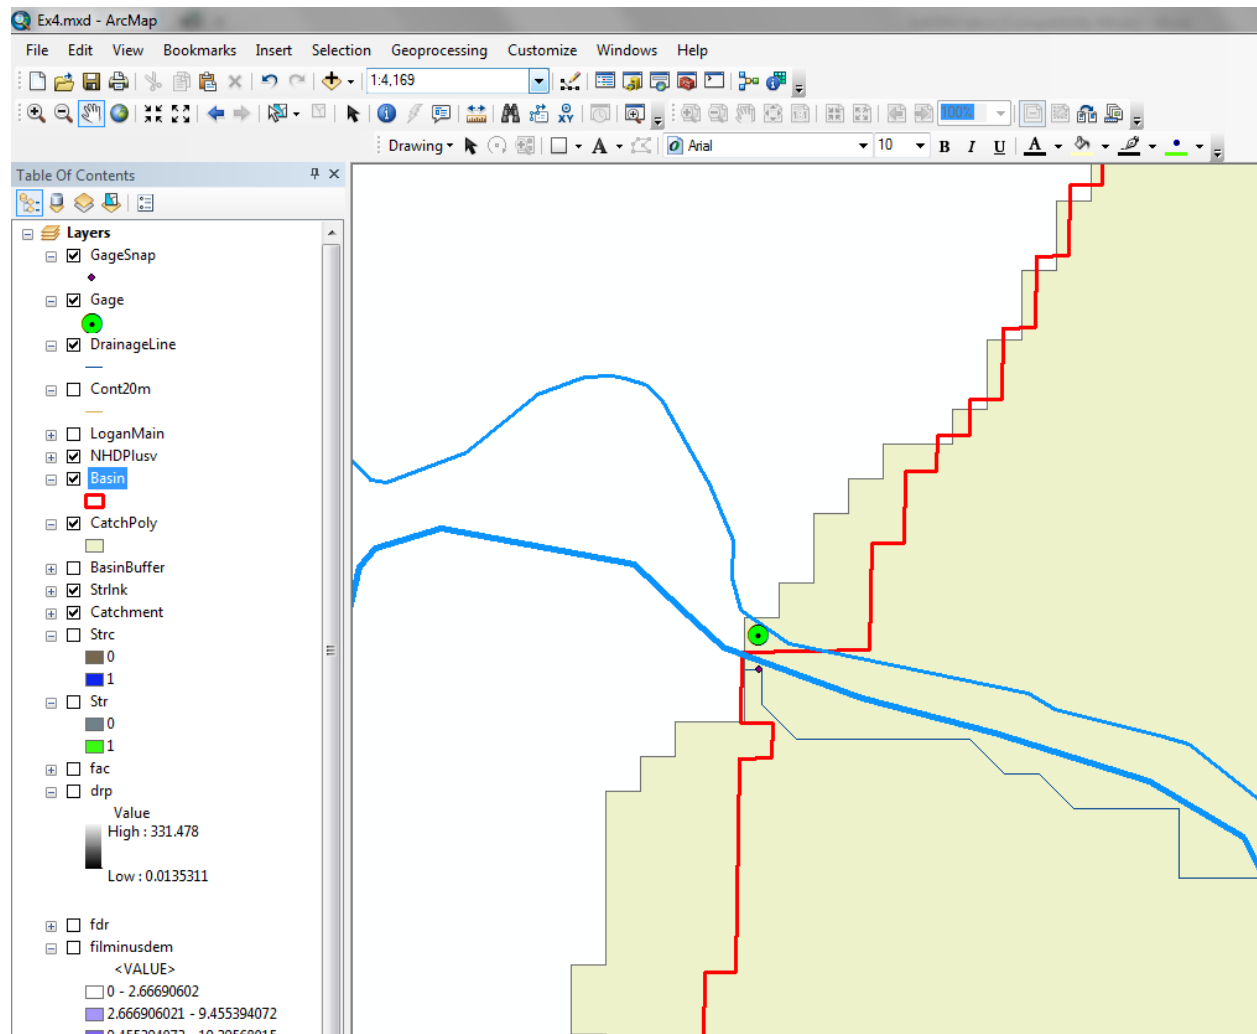 Ex4.mxd - ArcMap
File Edit View Bookmarks Insert Selection Geoprocessing Customize Windows Help
1:4,169
100%
Drawing Arial 10 B I U A
Table Of Contents
Layers
GageSnap
Gage
DrainageLine
Cont20m
LoganMain
NHDPlusv
Basin
CatchPoly
BasinBuffer
StrInk
Catchment
Strc
0
1
Str
0
1
fac
drp
Value
High : 331.478
Low : 0.0135311
fdr
filminusdem
<VALUE>
0 - 2.66690602
2.666906021 - 9.455394072